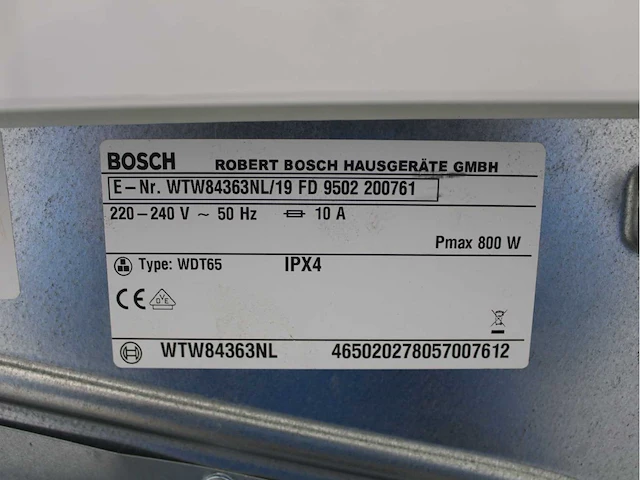 BOSCH ROBERT BOSCH HAUSGERÄTE GMBH
E-Nr. WTW84363NL/19 FD 9502 200761
220-240 V ~ 50 Hz 10 A
Pmax 800 W
Type: WDT65 IPX4
CE VDE
WTW84363NL 465020278057007612